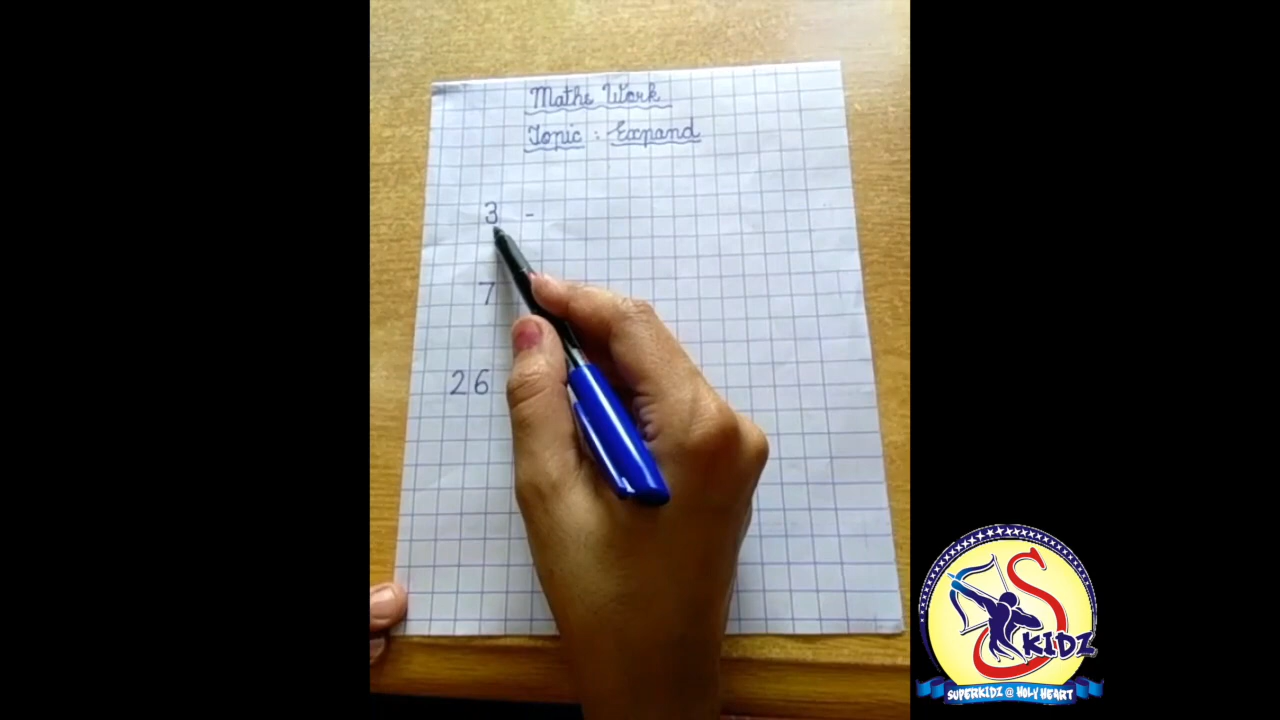 Maths Work
Topic : Expand
3 -
7
26
S
KIDZ
SUPERKIDZ @ HOLY HEART